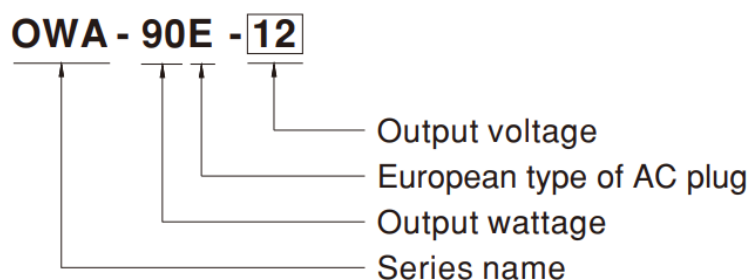 OWA - 90E - 12
Output voltage
European type of AC plug
Output wattage
Series name